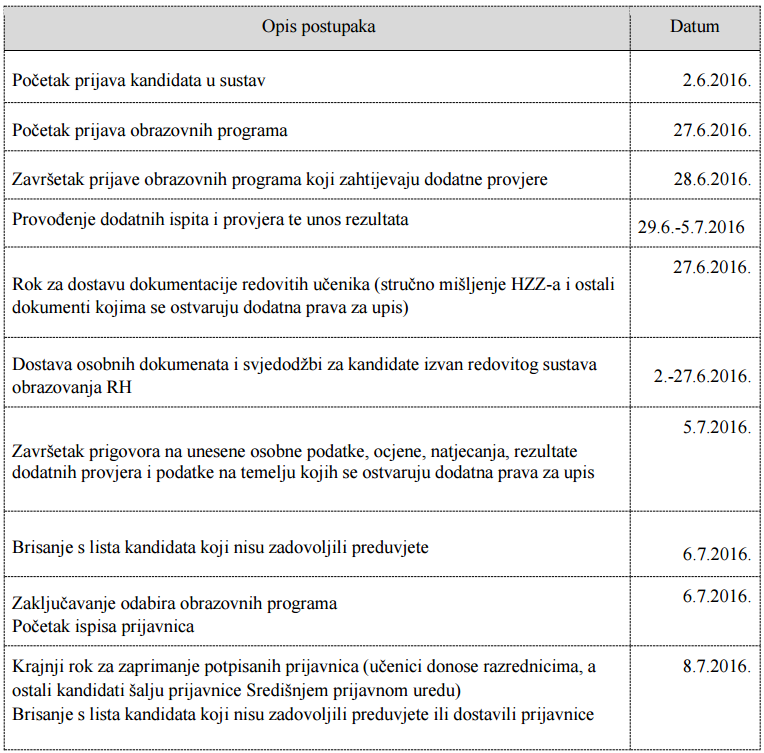 Opis postupaka
Datum
Početak prijava kandidata u sustav
2.6.2016.
Početak prijava obrazovnih programa
27.6.2016.
Završetak prijave obrazovnih programa koji zahtijevaju dodatne provjere
28.6.2016.
Provođenje dodatnih ispita i provjera te unos rezultata
29.6.-5.7.2016
Rok za dostavu dokumentacije redovitih učenika (stručno mišljenje HZZ-a i ostali
dokumenti kojima se ostvaruju dodatna prava za upis)
27.6.2016.
Dostava osobnih dokumenata i svjedodžbi za kandidate izvan redovitog sustava
obrazovanja RH
2.-27.6.2016.
Završetak prigovora na unesene osobne podatke, ocjene, natjecanja, rezultate
dodatnih provjera i podatke na temelju kojih se ostvaruju dodatna prava za upis
5.7.2016.
Brisanje s lista kandidata koji nisu zadovoljili preduvjete
6.7.2016.
Zaključavanje odabira obrazovnih programa
Početak ispisa prijavnica
6.7.2016.
Krajnji rok za zaprimanje potpisanih prijavnica (učenici donose razrednicima, a
ostali kandidati šalju prijavnice Središnjem prijavnom uredu)
Brisanje s lista kandidata koji nisu zadovoljili preduvjete ili dostavili prijavnice
8.7.2016.